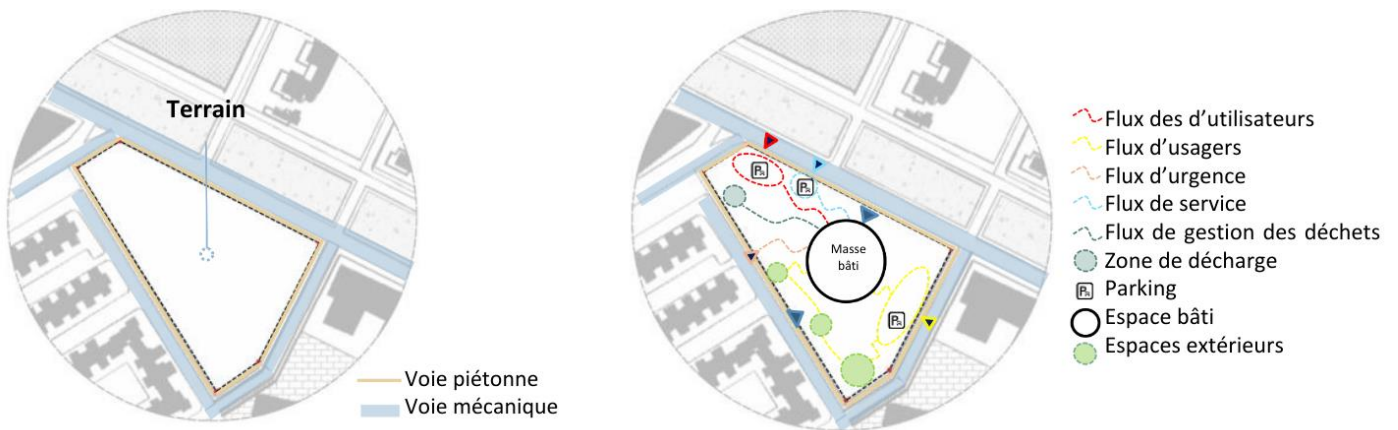 Terrain
Voie piétonne
Voie mécanique
Masse
bâti
Flux des d’utilisateurs
Flux d’usagers
Flux d’urgence
Flux de service
Flux de gestion des déchets
Zone de décharge
Parking
Espace bâti
Espaces extérieurs